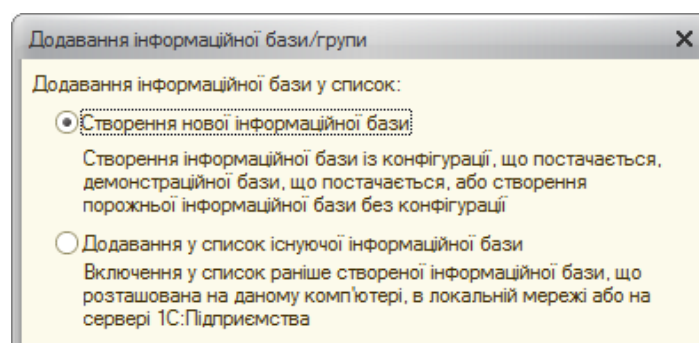 Додавання інформаційної бази/групи
Додавання інформаційної бази у список:
Створення нової інформаційної бази
Створення інформаційної бази із конфігурації, що постачається,
демонстраційної бази, що постачається, або створення
порожньої інформаційної бази без конфігурації
Додавання у список існуючої інформаційної бази
Включення у список раніше створеної інформаційної бази, що
розташована на даному комп'ютері, в локальній мережі або на
сервері 1С:Підприємства